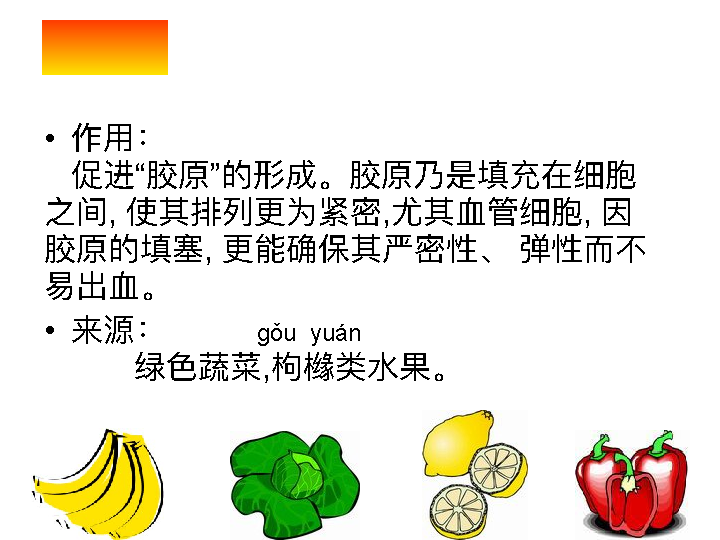 • 作用：
促进“胶原”的形成。胶原乃是填充在细胞
之间, 使其排列更为紧密,尤其血管细胞, 因
胶原的填塞, 更能确保其严密性、 弹性而不
易出血。
• 来源： gǒu yuán
绿色蔬菜,枸橼类水果。